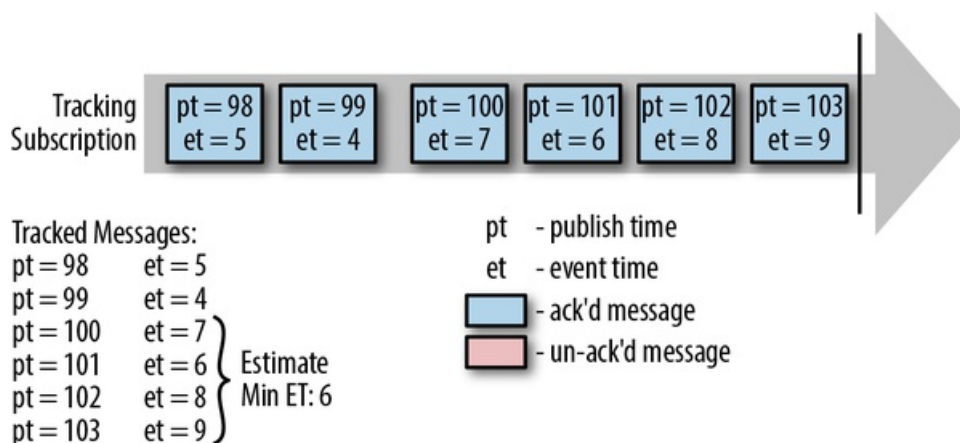 Tracking
Subscription
pt = 98
et = 5
pt = 99
et = 4
pt = 100
et = 7
pt = 101
et = 6
pt = 102
et = 8
pt = 103
et = 9
Tracked Messages:
pt = 98 et = 5
pt = 99 et = 4
pt = 100 et = 7
pt = 101 et = 6
pt = 102 et = 8
pt = 103 et = 9
Estimate
Min ET: 6
pt - publish time
et - event time
- ack'd message
- un-ack'd message